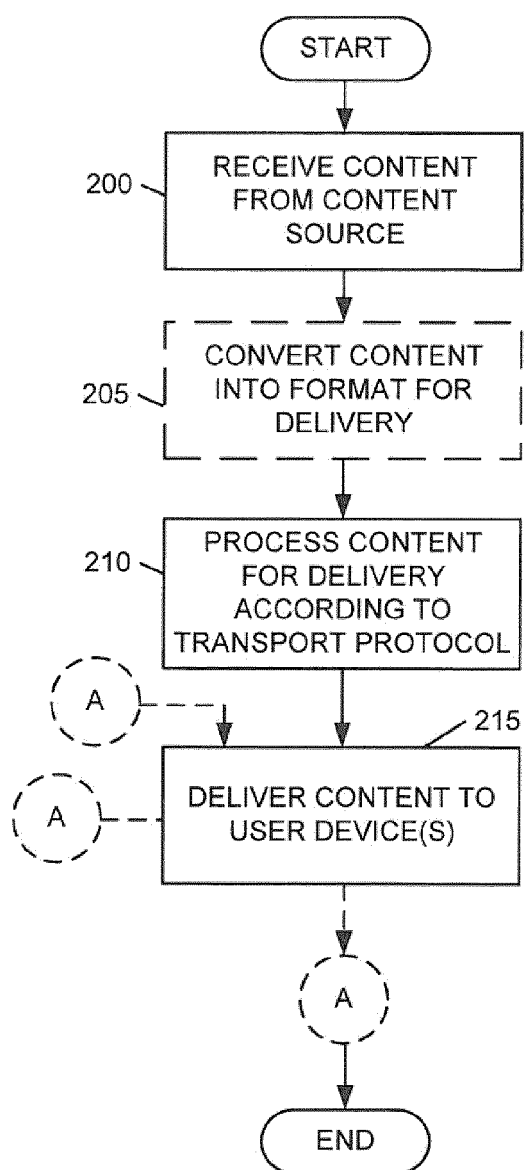 START
200
RECEIVE CONTENT
FROM CONTENT
SOURCE
205
CONVERT CONTENT
INTO FORMAT FOR
DELIVERY
210
PROCESS CONTENT
FOR DELIVERY
ACCORDING TO
TRANSPORT PROTOCOL
A
215
A
DELIVER CONTENT TO
USER DEVICE(S)
A
END